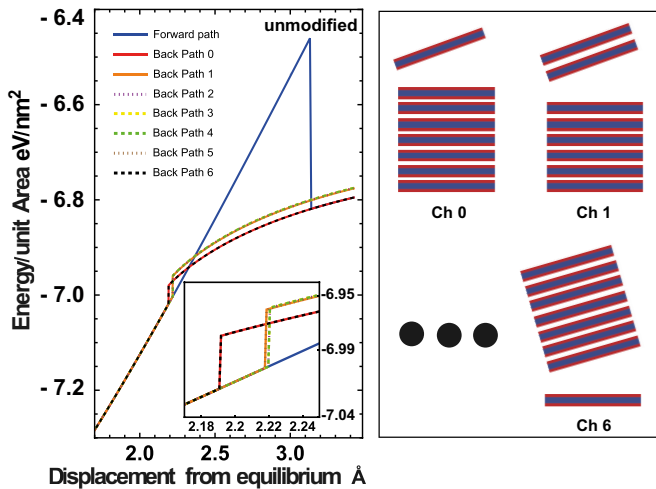 unmodified
Forward path
Back Path 0
Back Path 1
Back Path 2
Back Path 3
Back Path 4
Back Path 5
Back Path 6
Energy/unit Area eV/nm²
- 6.4
- 6.6
- 6.8
- 7.0
- 7.2
-6.95
-6.99
-7.04
2.18 2.2 2.22 2.24
2.0 2.5 3.0
Displacement from equilibrium Å
Ch 0
Ch 1
Ch 6